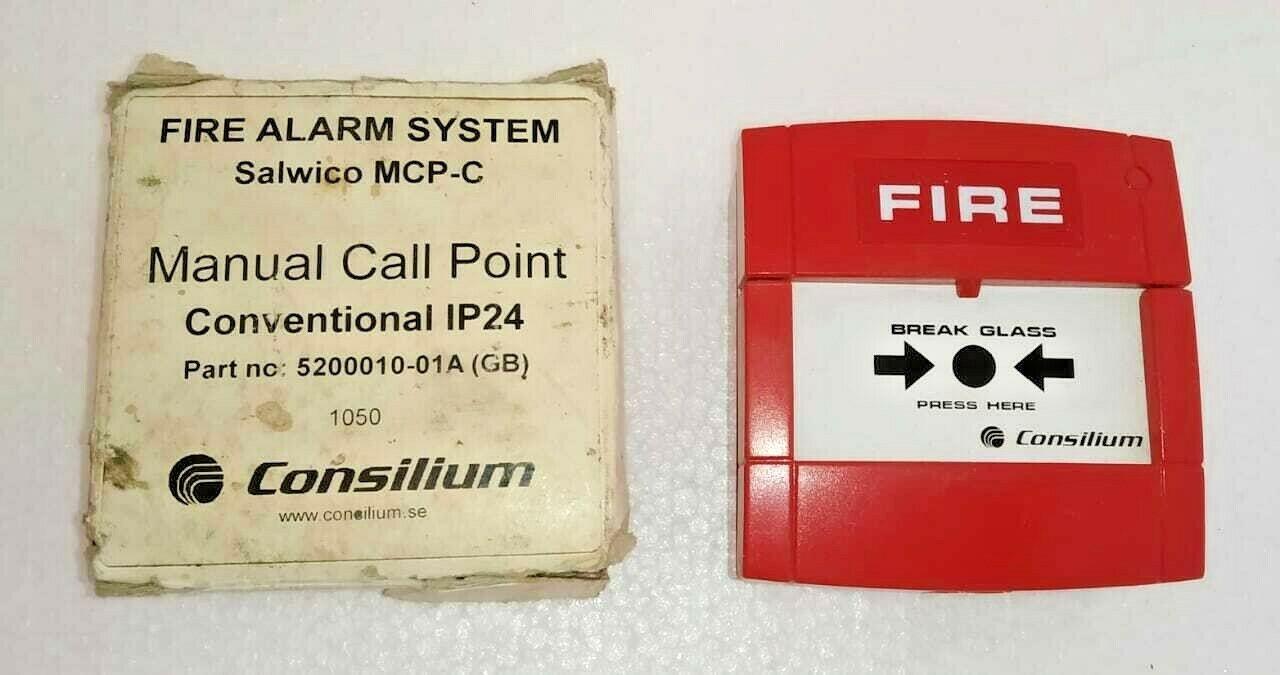 FIRE ALARM SYSTEM
Salwico MCP-C
Manual Call Point
Conventional IP24
Part no: 5200010-01A (GB)
1050
Consilium
www.consilium.se
FIRE
BREAK GLASS
PRESS HERE
Consilium